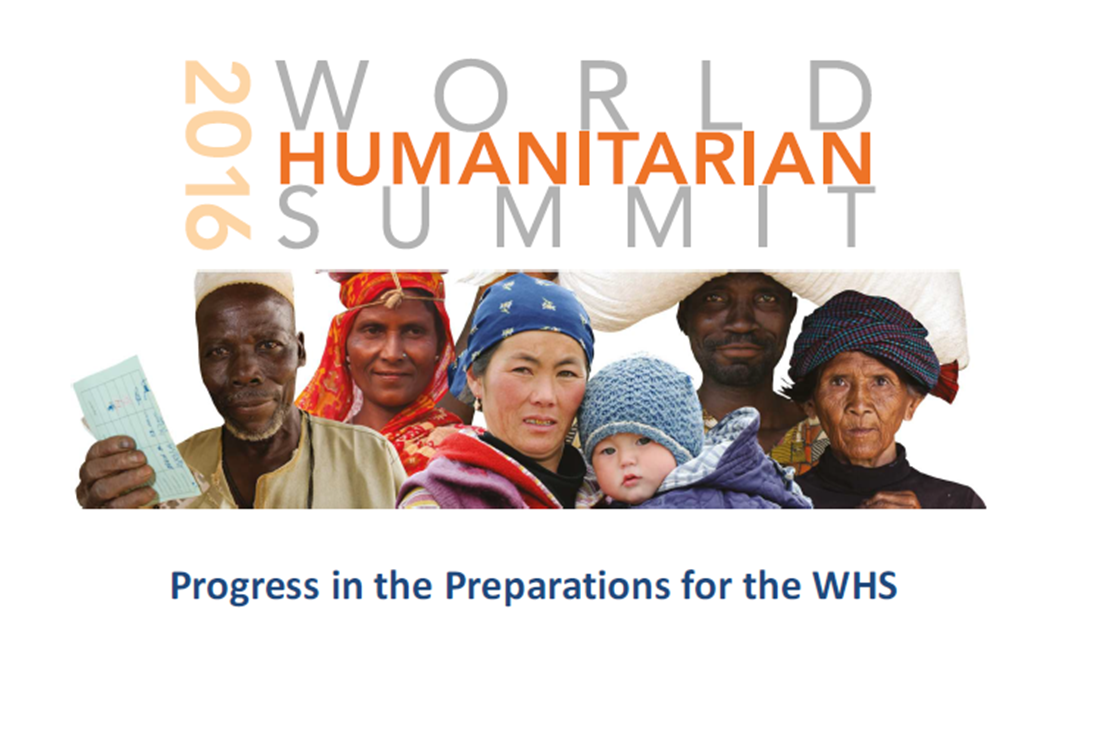 2016
WORLD
HUMANITARIAN
SUMMIT
Progress in the Preparations for the WHS